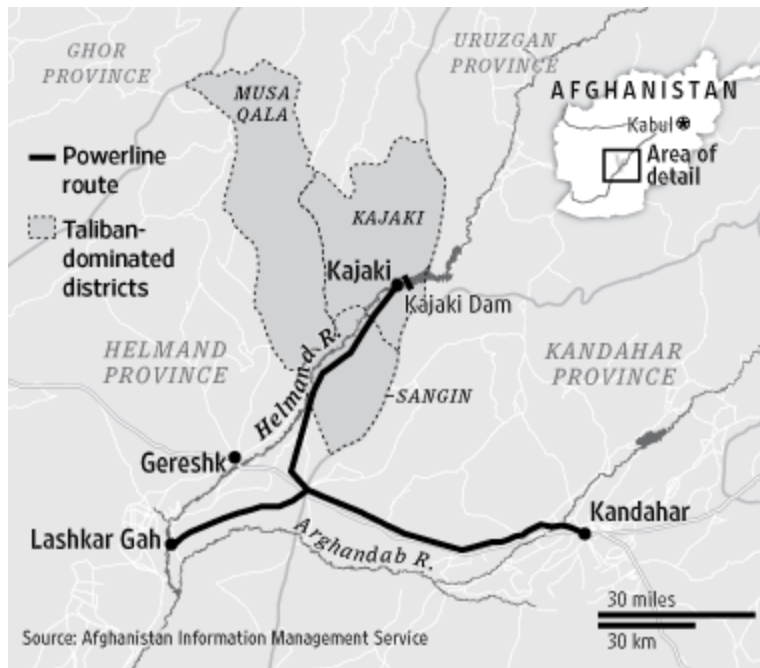 GHOR
PROVINCE
URUZGAN
PROVINCE
AFGHANISTAN
Kabul
Area of
detail
MUSA
QALA
Powerline
route
Taliban-
dominated
districts
KAJAKI
Kajaki
Kajaki Dam
HELMAND
PROVINCE
Helmand R.
KANDAHAR
PROVINCE
SANGIN
Gereshk
Lashkar Gah
Arghandab R.
Kandahar
30 miles
30 km
Source: Afghanistan Information Management Service